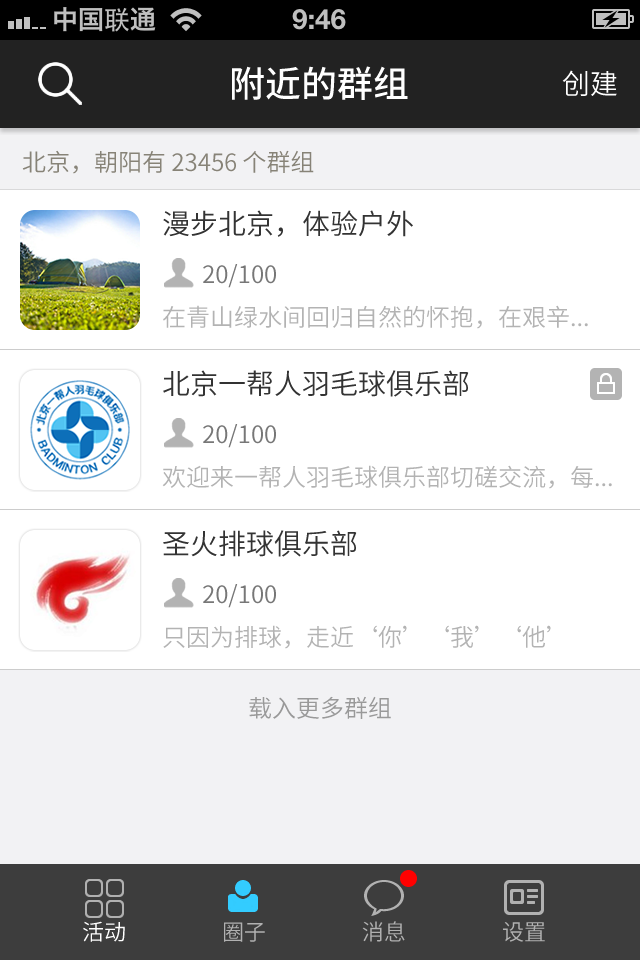 中国联通
9:46
附近的群组
创建
北京，朝阳有 23456 个群组
漫步北京，体验户外
20/100
在青山绿水间回归自然的怀抱，在艰辛...
北京一帮人羽毛球俱乐部
BADMINTON CLUB
北京一帮人羽毛球俱乐部
20/100
欢迎来一帮人羽毛球俱乐部切磋交流，每...
圣火排球俱乐部
20/100
只因为排球，走近‘你’‘我’‘他’
载入更多群组
活动
圈子
消息
设置